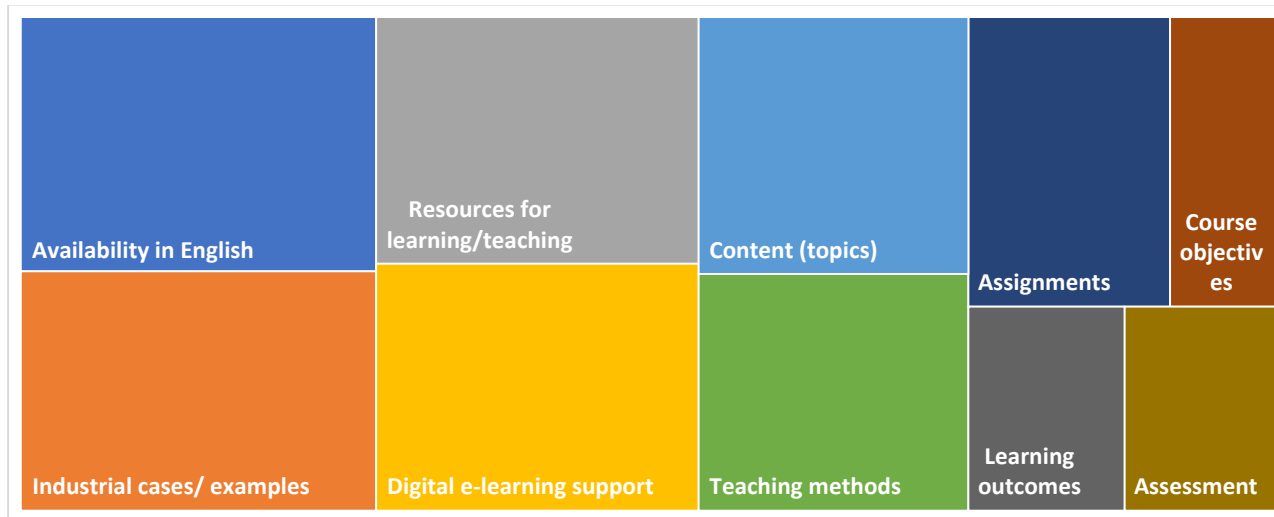 Availability in English
Resources for
learning/teaching
Content (topics)
Assignments
Course
objectiv
es
Industrial cases/ examples
Digital e-learning support
Teaching methods
Learning
outcomes
Assessment